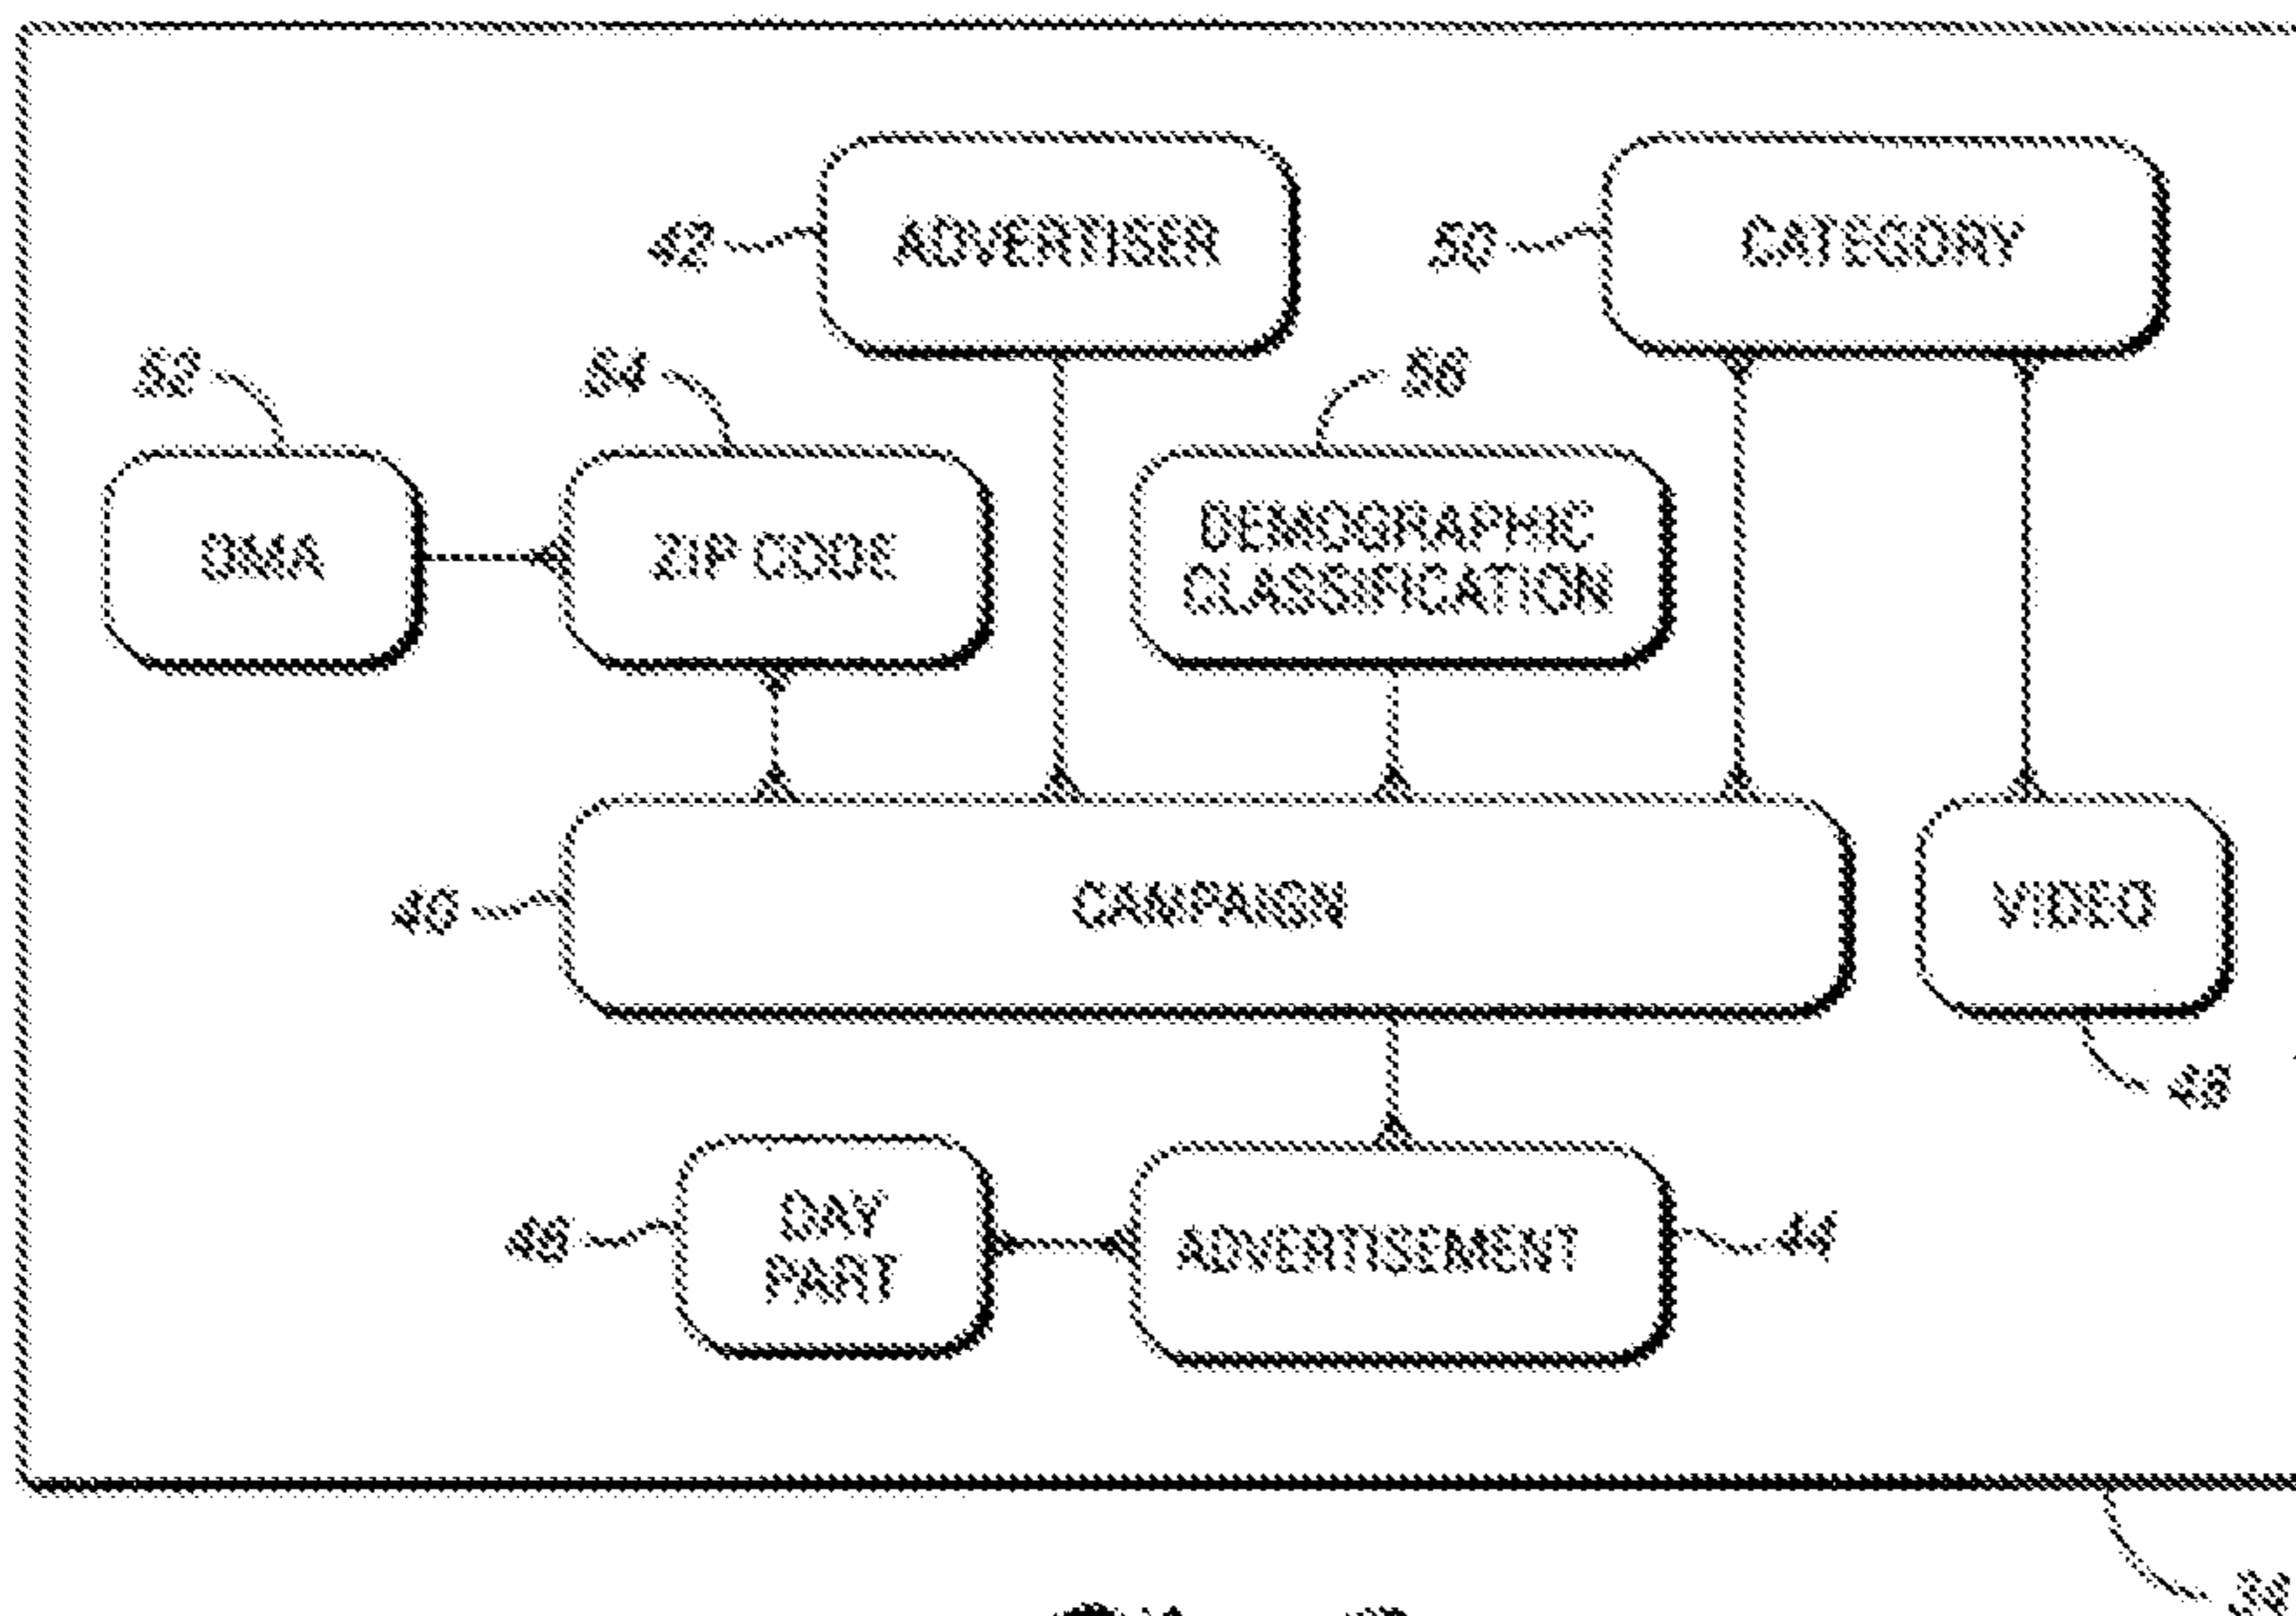 42 ADVERTISER
50 CATEGORY
52
54
56
DMA
ZIP CODE
DEMOGRAPHIC
CLASSIFICATION
40 CAMPAIGN
VIDEO
48
DAY
PART
ADVERTISEMENT 44